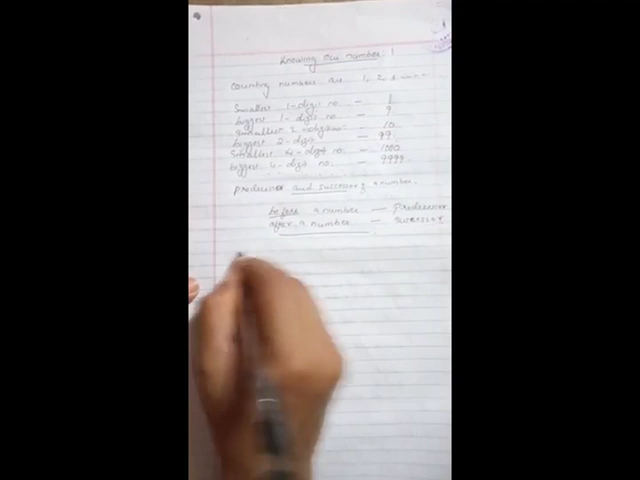 Knowing our number: 1
counting numbers are 1, 2, 3
Smallest 1-digit no. - 1
biggest 1-digit no. - 9
Smallest 2-digit no. - 10
biggest 2-digit - 99
Smallest 4-digit no. - 1000
biggest 4-digit no. - 9999
predecessor and successor of a number.
before a number - predecessor
after a number - successor